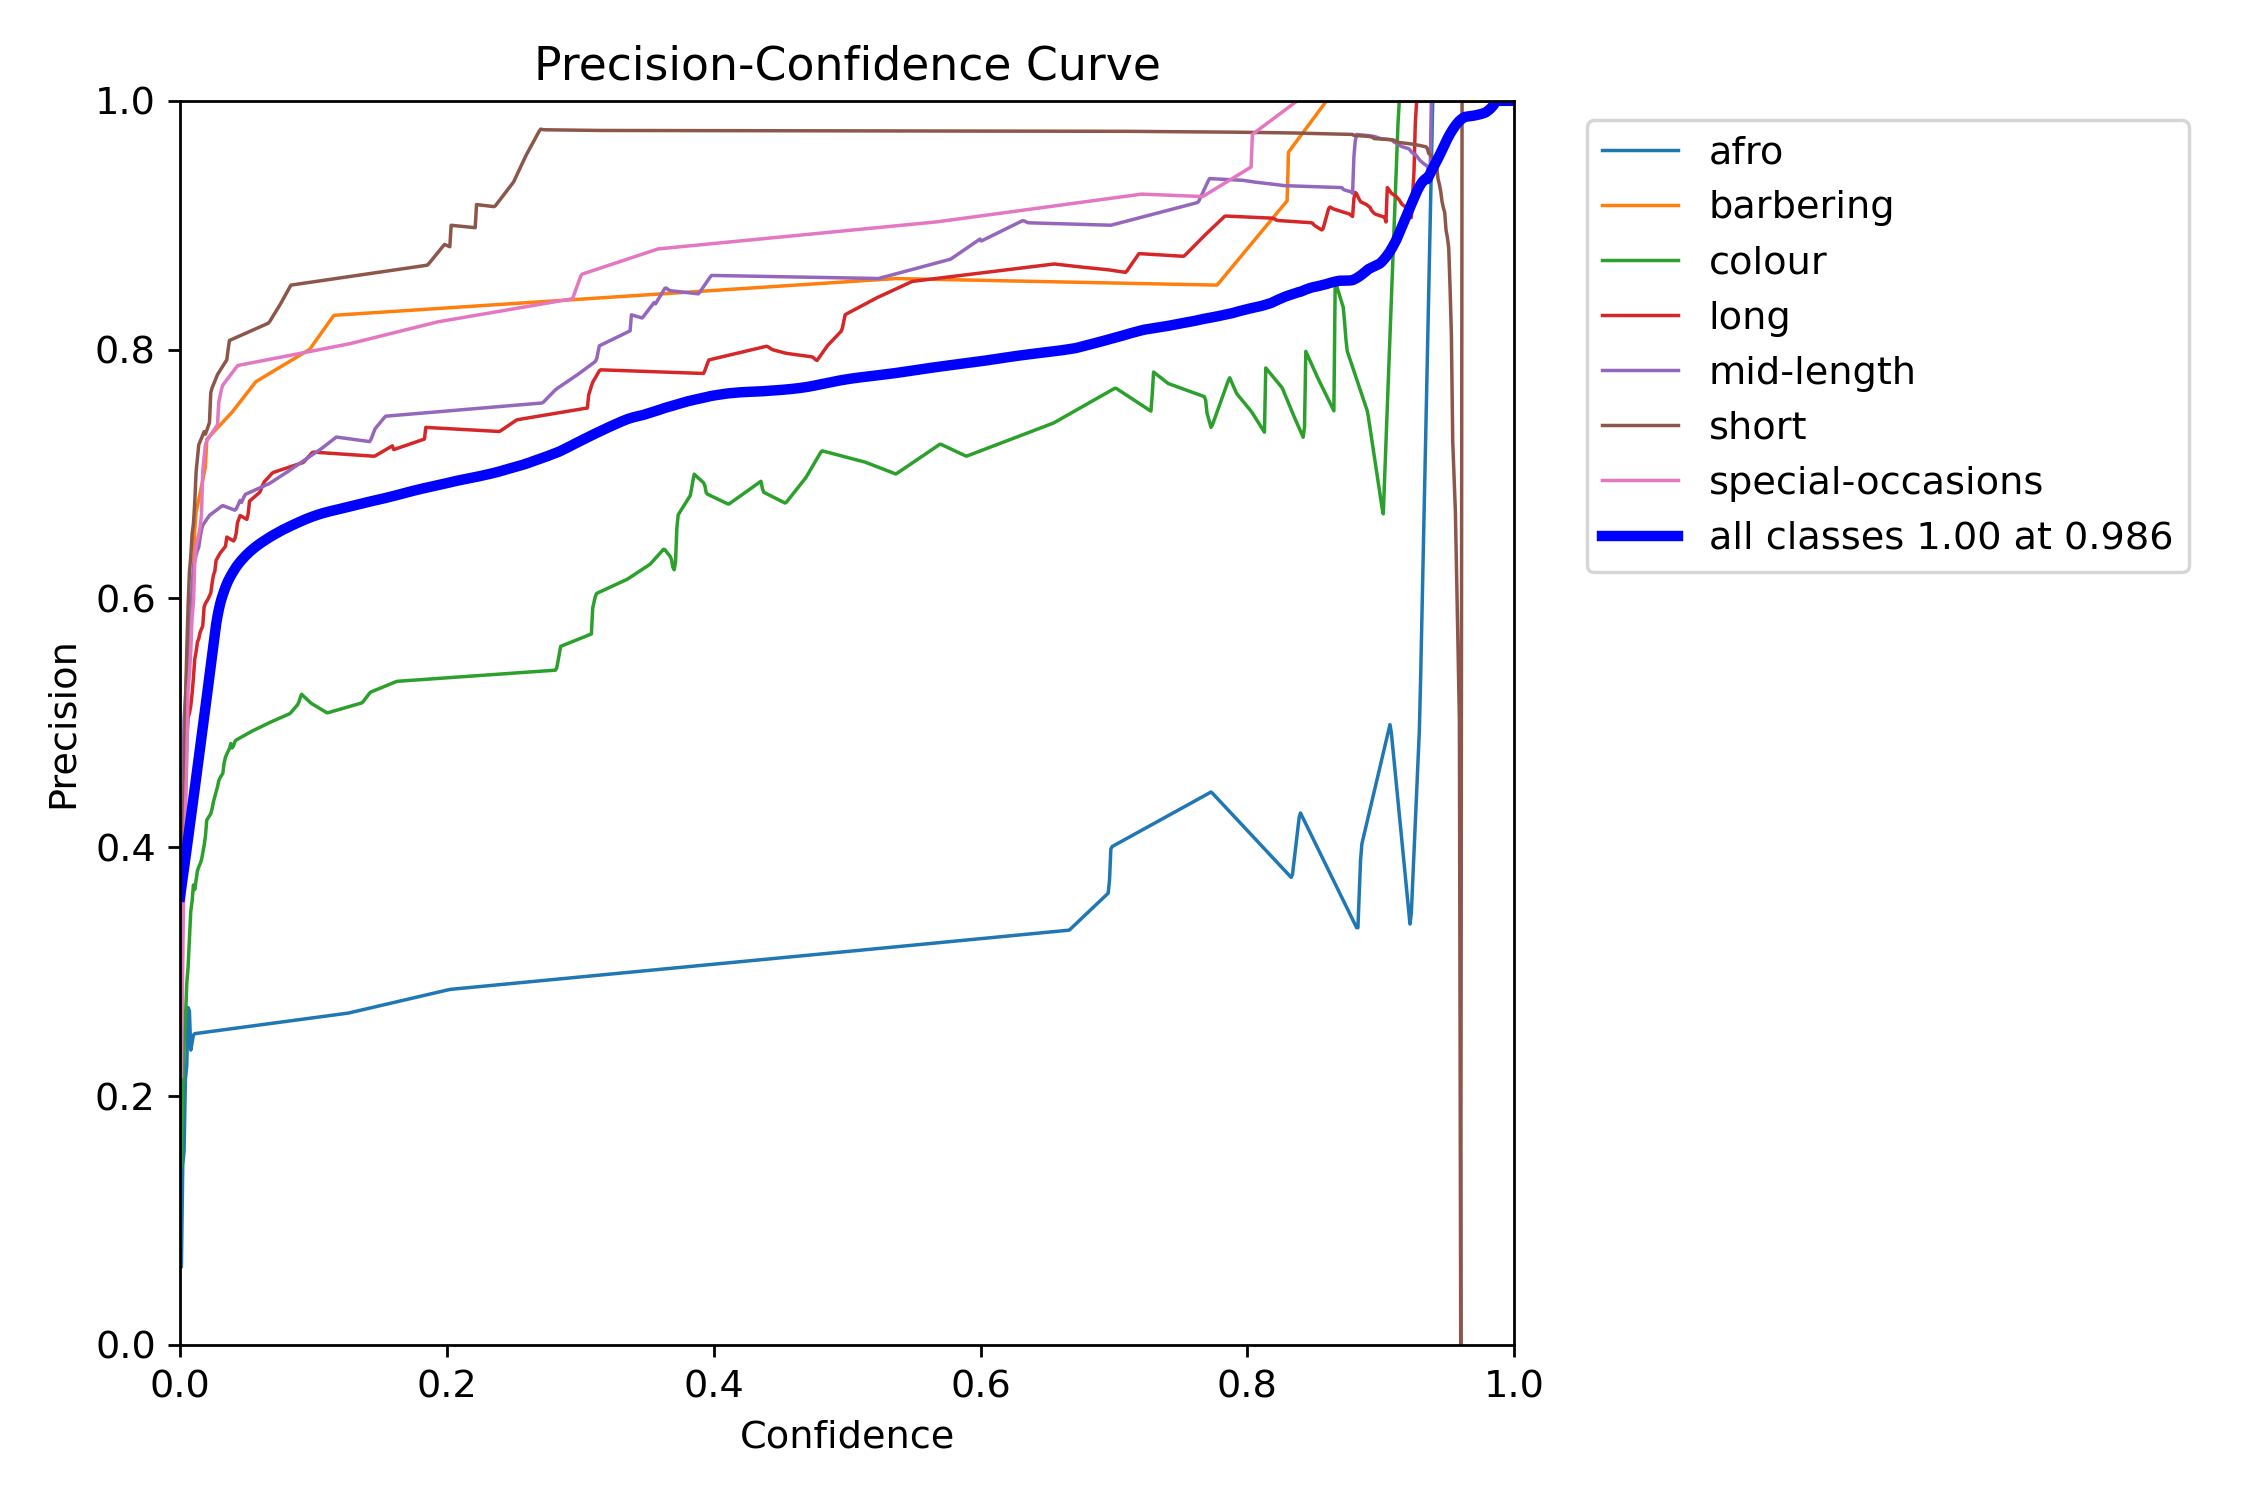 Precision-Confidence Curve
1.0
0.8
0.6
0.4
0.2
0.0
Precision
0.0 0.2 0.4 0.6 0.8 1.0
Confidence
afro
barbering
colour
long
mid-length
short
special-occasions
all classes 1.00 at 0.986